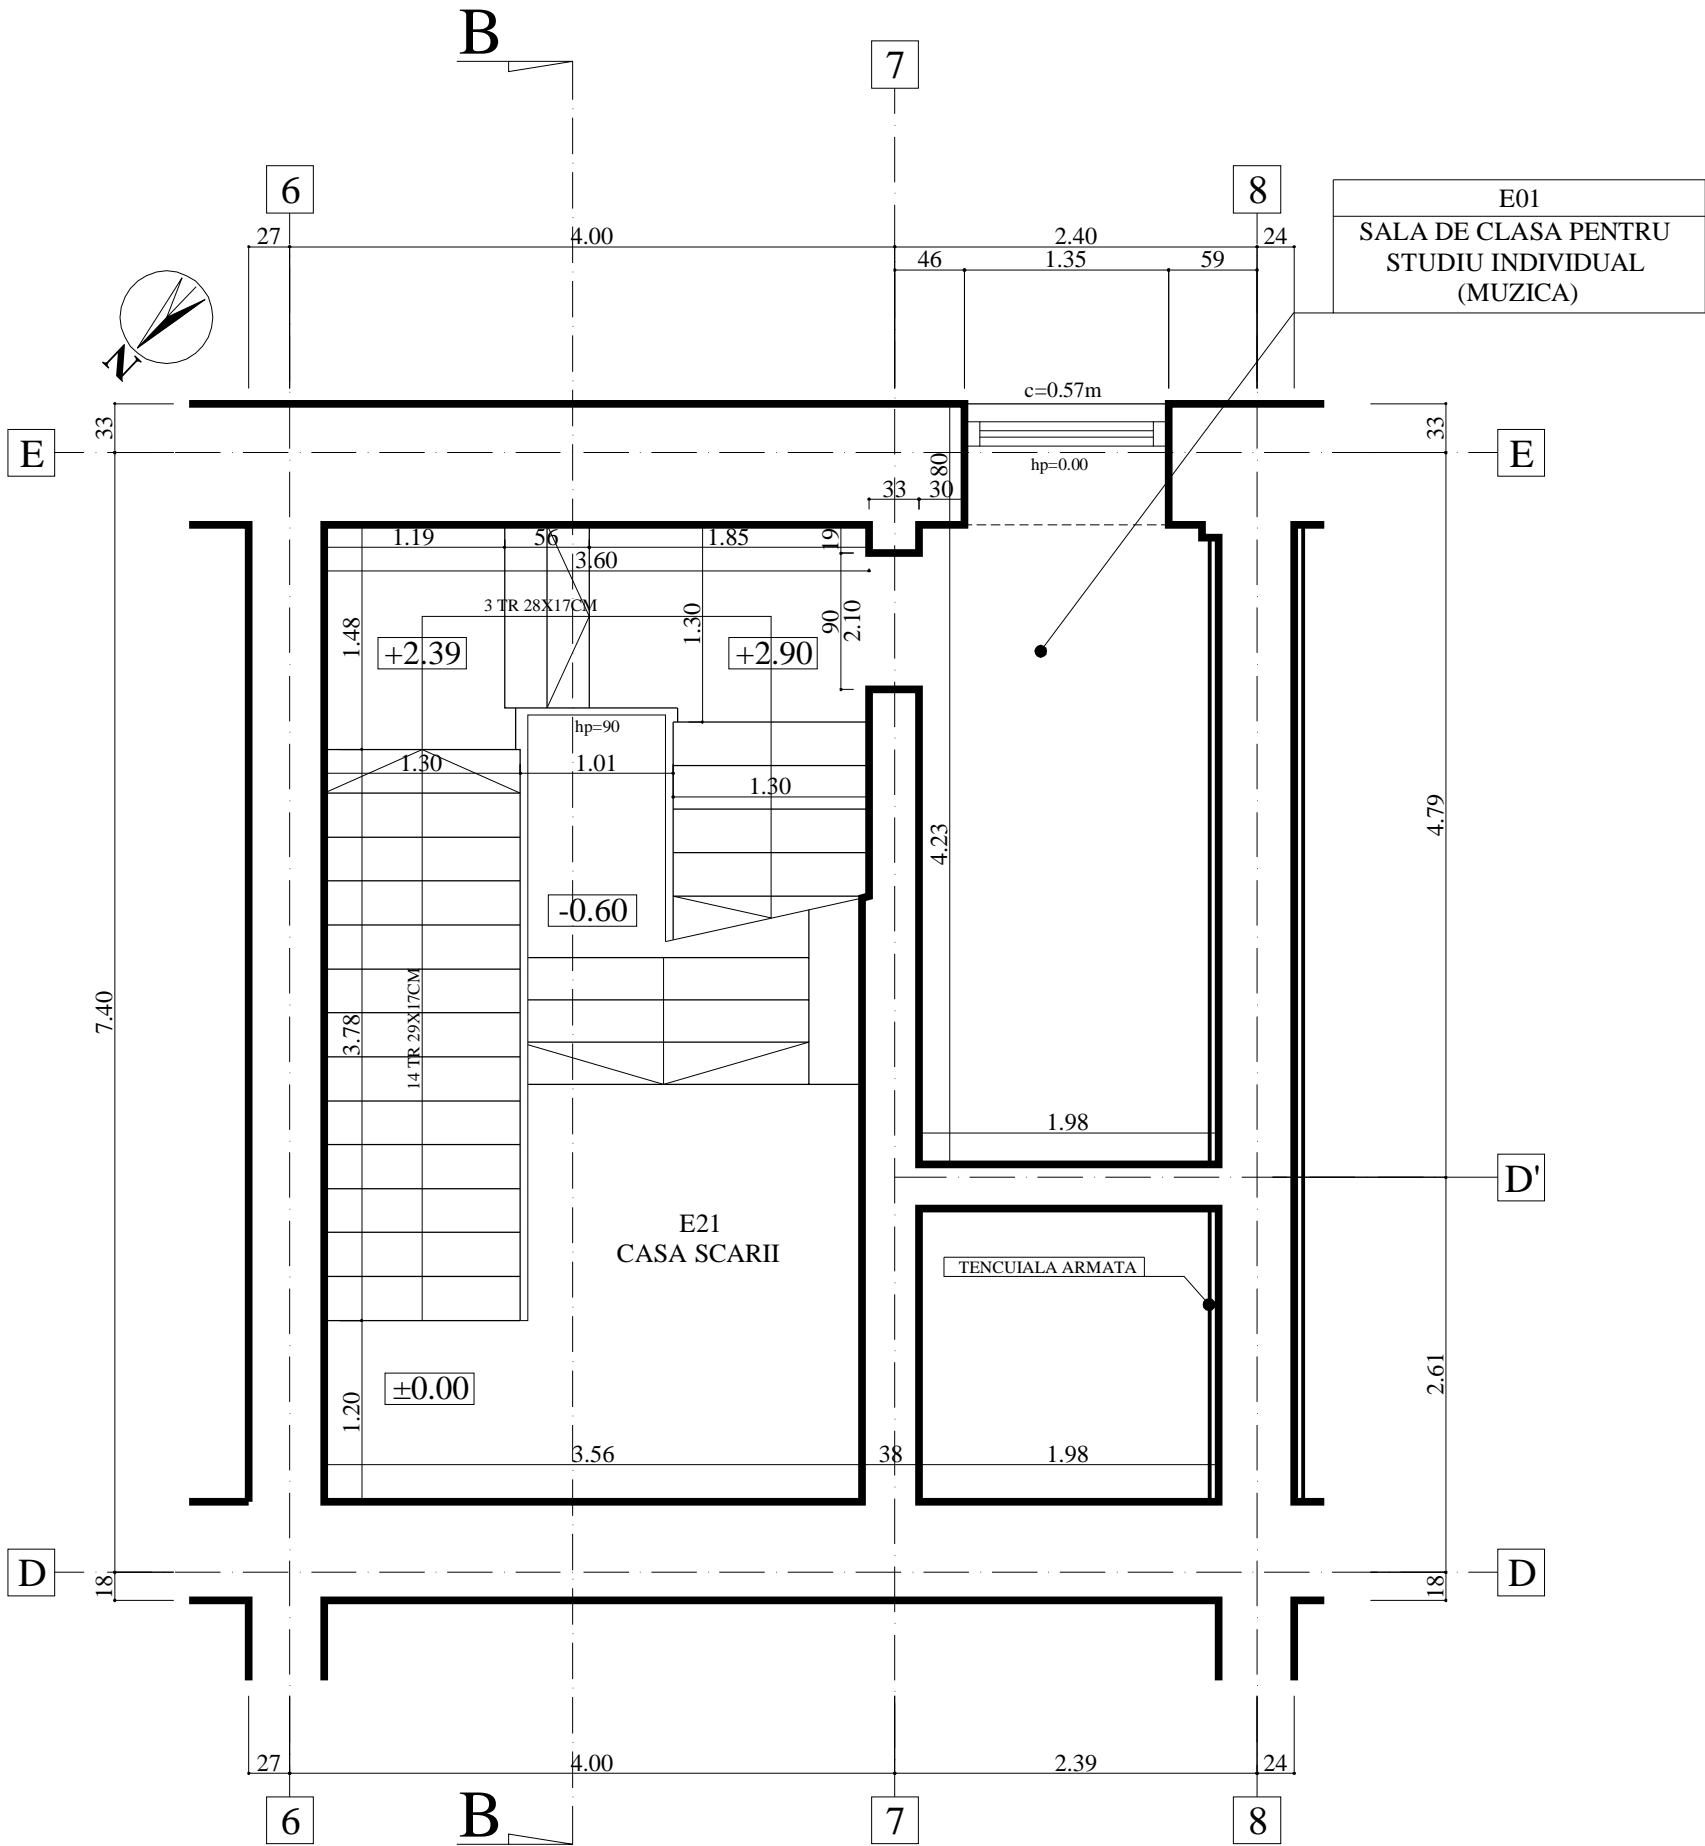 B
7
6
8
E01
SALA DE CLASA PENTRU
STUDIU INDIVIDUAL
(MUZICA)
27
4.00
2.40
24
46
1.35
59
N
c=0.57m
33
33
E
E
80
hp=0.00
33
30
1.19
56
1.85
19
3.60
3 TR 28X17CM
1.48
1.30
90
2.10
+2.39
+2.90
hp=90
1.30
1.01
1.30
4.23
4.79
-0.60
7.40
3.78
14 TR 29X17CM
1.98
D'
E21
CASA SCARII
TENCUIALA ARMATA
±0.00
1.20
2.61
3.56
38
1.98
D
D
18
18
27
4.00
2.39
24
6
B
7
8